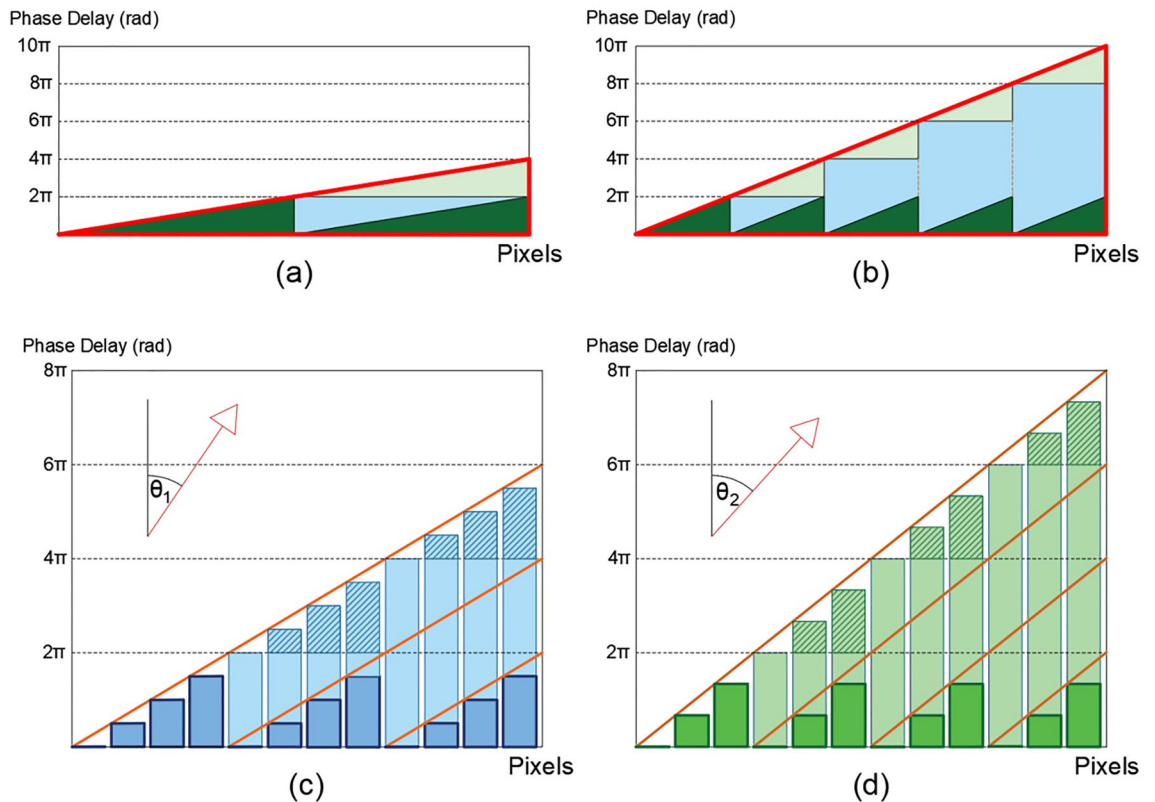 Phase Delay (rad)
10π
8π
6π
4π
2π
Pixels
(a)
Phase Delay (rad)
10π
8π
6π
4π
2π
Pixels
(b)
Phase Delay (rad)
8π
6π
4π
2π
θ1
Pixels
(c)
Phase Delay (rad)
8π
6π
4π
2π
θ2
Pixels
(d)